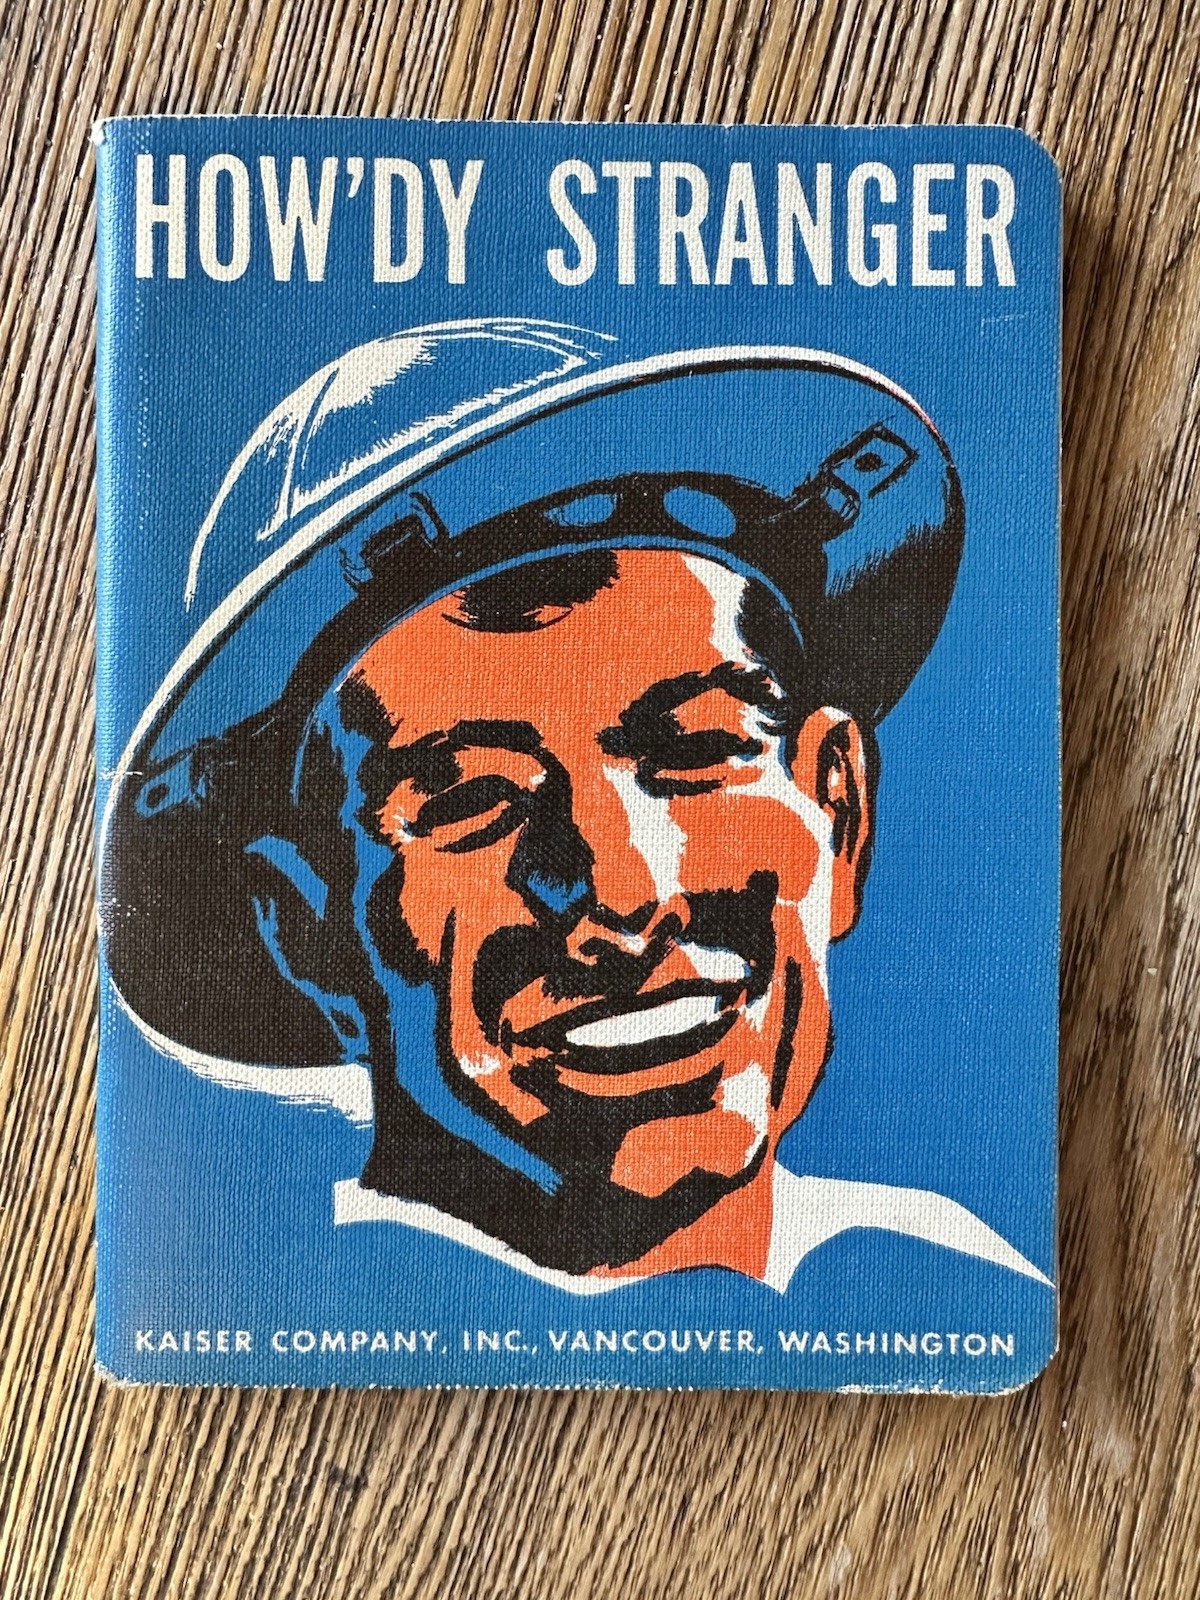 HOW'DY STRANGER
KAISER COMPANY, INC., VANCOUVER, WASHINGTON